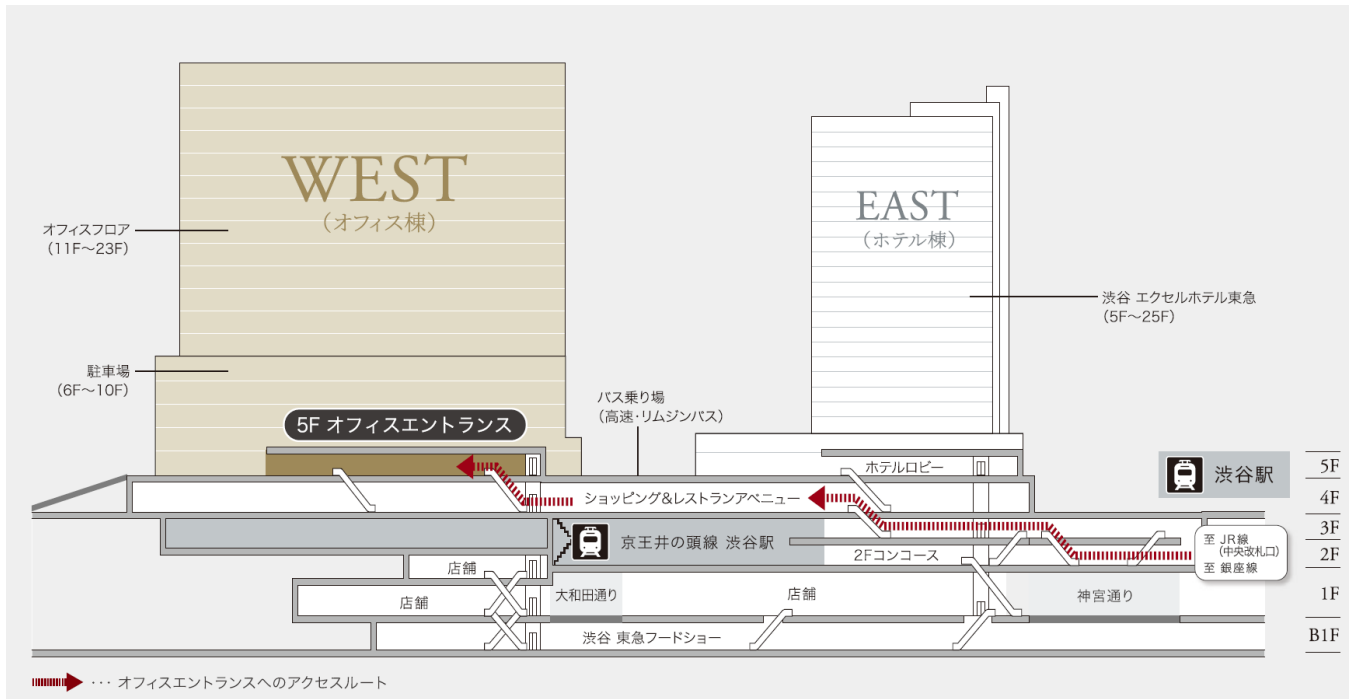 WEST
（オフィス棟）
EAST
（ホテル棟）
オフィスフロア
（11F〜23F）
渋谷 エクセルホテル東急
（5F〜25F）
駐車場
（6F〜10F）
バス乗り場
（高速・リムジンバス）
5F オフィスエントランス
ホテルロビー
渋谷駅
5F
ショッピング＆レストランアベニュー
4F
3F
京王井の頭線 渋谷駅
2Fコンコース
至 JR線
（中央改札口）
至 銀座線
2F
店舗
店舗
大和田通り
店舗
神宮通り
1F
渋谷 東急フードショー
B1F
･･･ オフィスエントランスへのアクセスルート